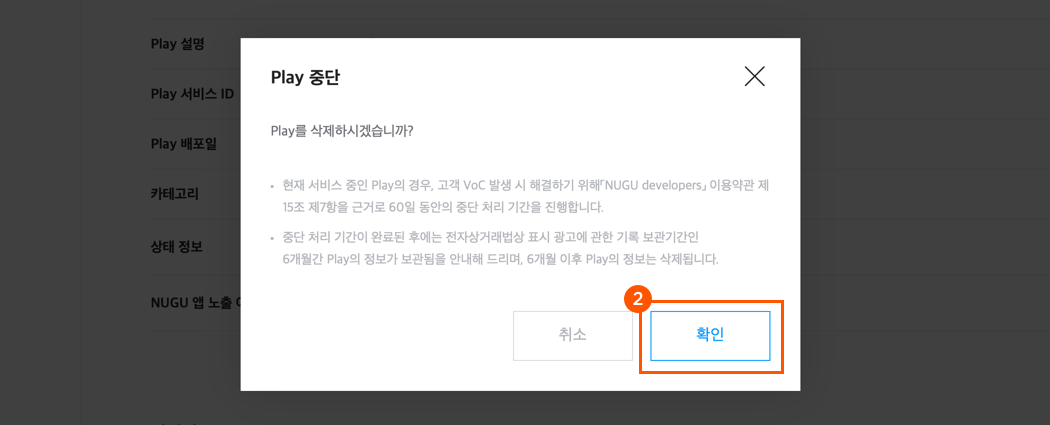 Play 설명
Play 서비스 ID
Play 배포일
카테고리
상태 정보
NUGU 앱 노출
Play 중단
Play를 삭제하시겠습니까?
• 현재 서비스 중인 Play의 경우, 고객 VoC 발생 시 해결하기 위해「NUGU developers」 이용약관 제
15조 제7항을 근거로 60일 동안의 중단 처리 기간을 진행합니다.
• 중단 처리 기간이 완료된 후에는 전자상거래법상 표시 광고에 관한 기록 보관기간인
6개월간 Play의 정보가 보관됨을 안내해 드리며, 6개월 이후 Play의 정보는 삭제됩니다.
2
취소
확인